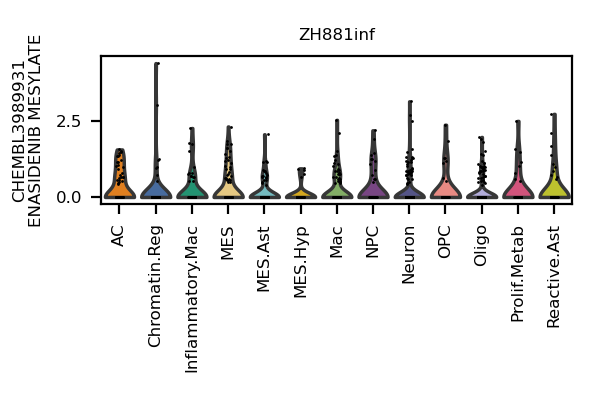 ZH881inf
CHEMBL3989931
ENASIDENIB MESYLATE
2.5
0.0
AC
Chromatin.Reg
Inflammatory.Mac
MES
MES.Ast
MES.Hyp
Mac
NPC
Neuron
OPC
Oligo
Prolif.Metab
Reactive.Ast